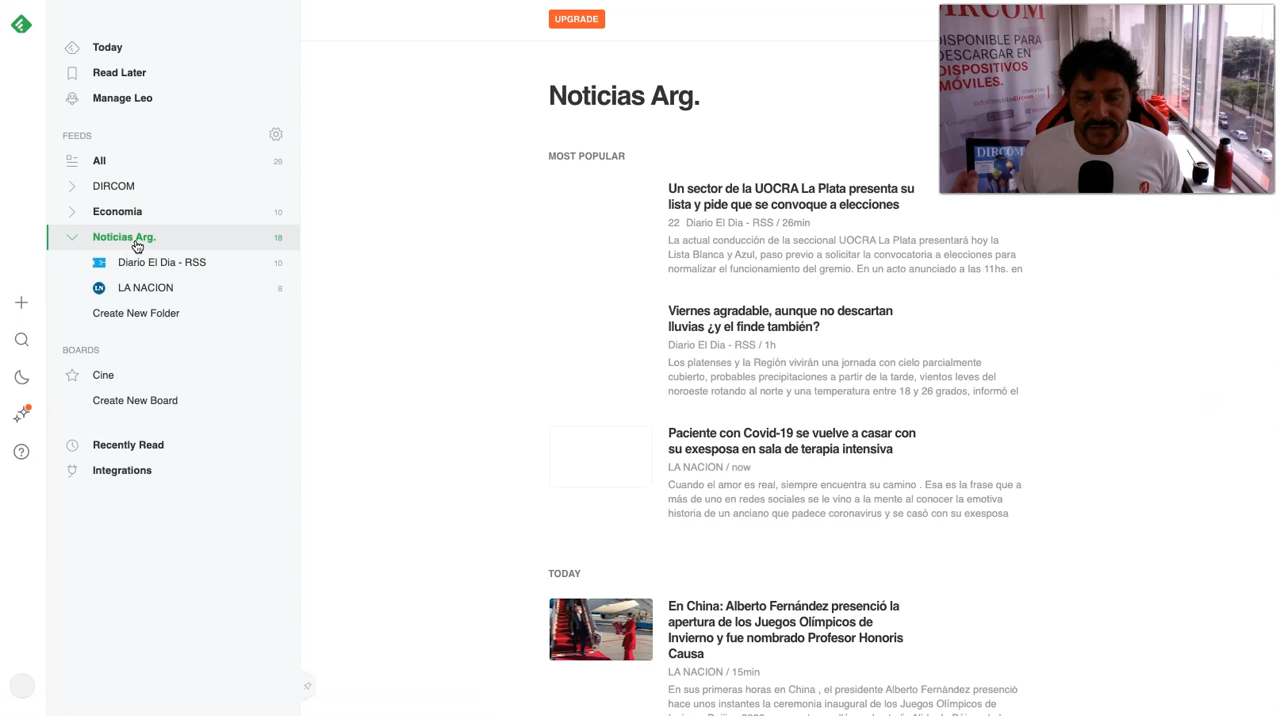 Today
Read Later
Manage Leo
FEEDS
All 28
DIRCOM
Economia 10
Noticias Arg. 18
Diario El Dia - RSS 10
LA NACION 8
Create New Folder
BOARDS
Cine
Create New Board
Recently Read
Integrations
UPGRADE
Noticias Arg.
MOST POPULAR
Un sector de la UOCRA La Plata presenta su
lista y pide que se convoque a elecciones
22 Diario El Dia - RSS / 26min
La actual conducción de la seccional UOCRA La Plata presentará hoy la
Lista Blanca y Azul, paso previo a solicitar la convocatoria a elecciones para
normalizar el funcionamiento del gremio. En un acto anunciado a las 11hs. en
Viernes agradable, aunque no descartan
lluvias ¿y el finde también?
Diario El Dia - RSS / 1h
Los platenses y la Región vivirán una jornada con cielo parcialmente
cubierto, probables precipitaciones a partir de la tarde, vientos leves del
noroeste rotando al norte y una temperatura entre 18 y 26 grados, informó el
Paciente con Covid-19 se vuelve a casar con
su exesposa en sala de terapia intensiva
LA NACION / now
Cuando el amor es real, siempre encuentra su camino . Esa es la frase que a
más de uno en redes sociales se le vino a la mente al conocer la emotiva
historia de un anciano que padece coronavirus y se casó con su exesposa
TODAY
En China: Alberto Fernández presenció la
apertura de los Juegos Olímpicos de
Invierno y fue nombrado Profesor Honoris
Causa
LA NACION / 15min
En sus primeras horas en China , el presidente Alberto Fernández presenció
hace unos instantes la ceremonia inaugural de los Juegos Olímpicos de
DIRCOM
DISPONIBLE PARA
DESCARGAR EN
DISPOSITIVOS
MÓVILES.
DIRCOM